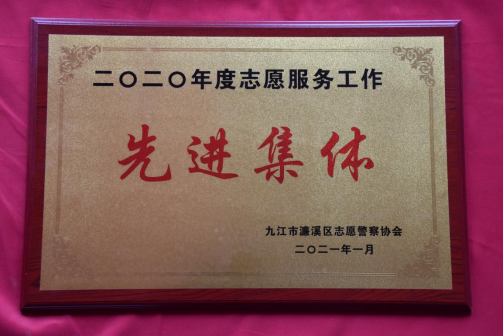 二〇二〇年度志愿服务工作
先进集体
九江市濂溪区志愿警察协会
二〇二一年一月